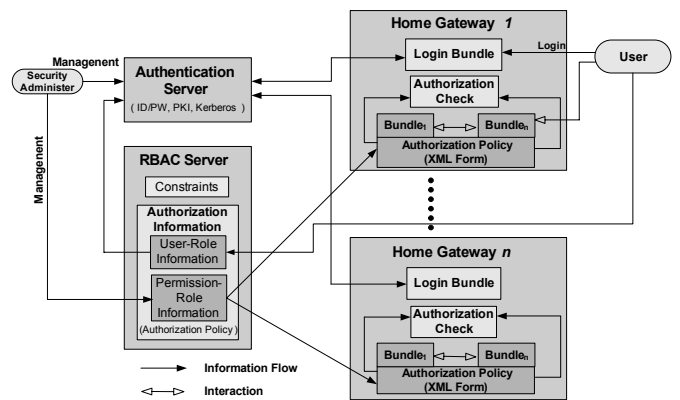 Management
Security
Administer
Management
Authentication
Server
( ID/PW, PKI, Kerberos )
RBAC Server
Constraints
Authorization
Information
User-Role
Information
Permission-
Role
Information
(Authorization Policy)
Information Flow
Interaction
Home Gateway 1
Login Bundle
Authorization
Check
Bundle1
Bundlen
Authorization Policy
(XML Form)
Login
User
Home Gateway n
Login Bundle
Authorization
Check
Bundle1
Bundlen
Authorization Policy
(XML Form)